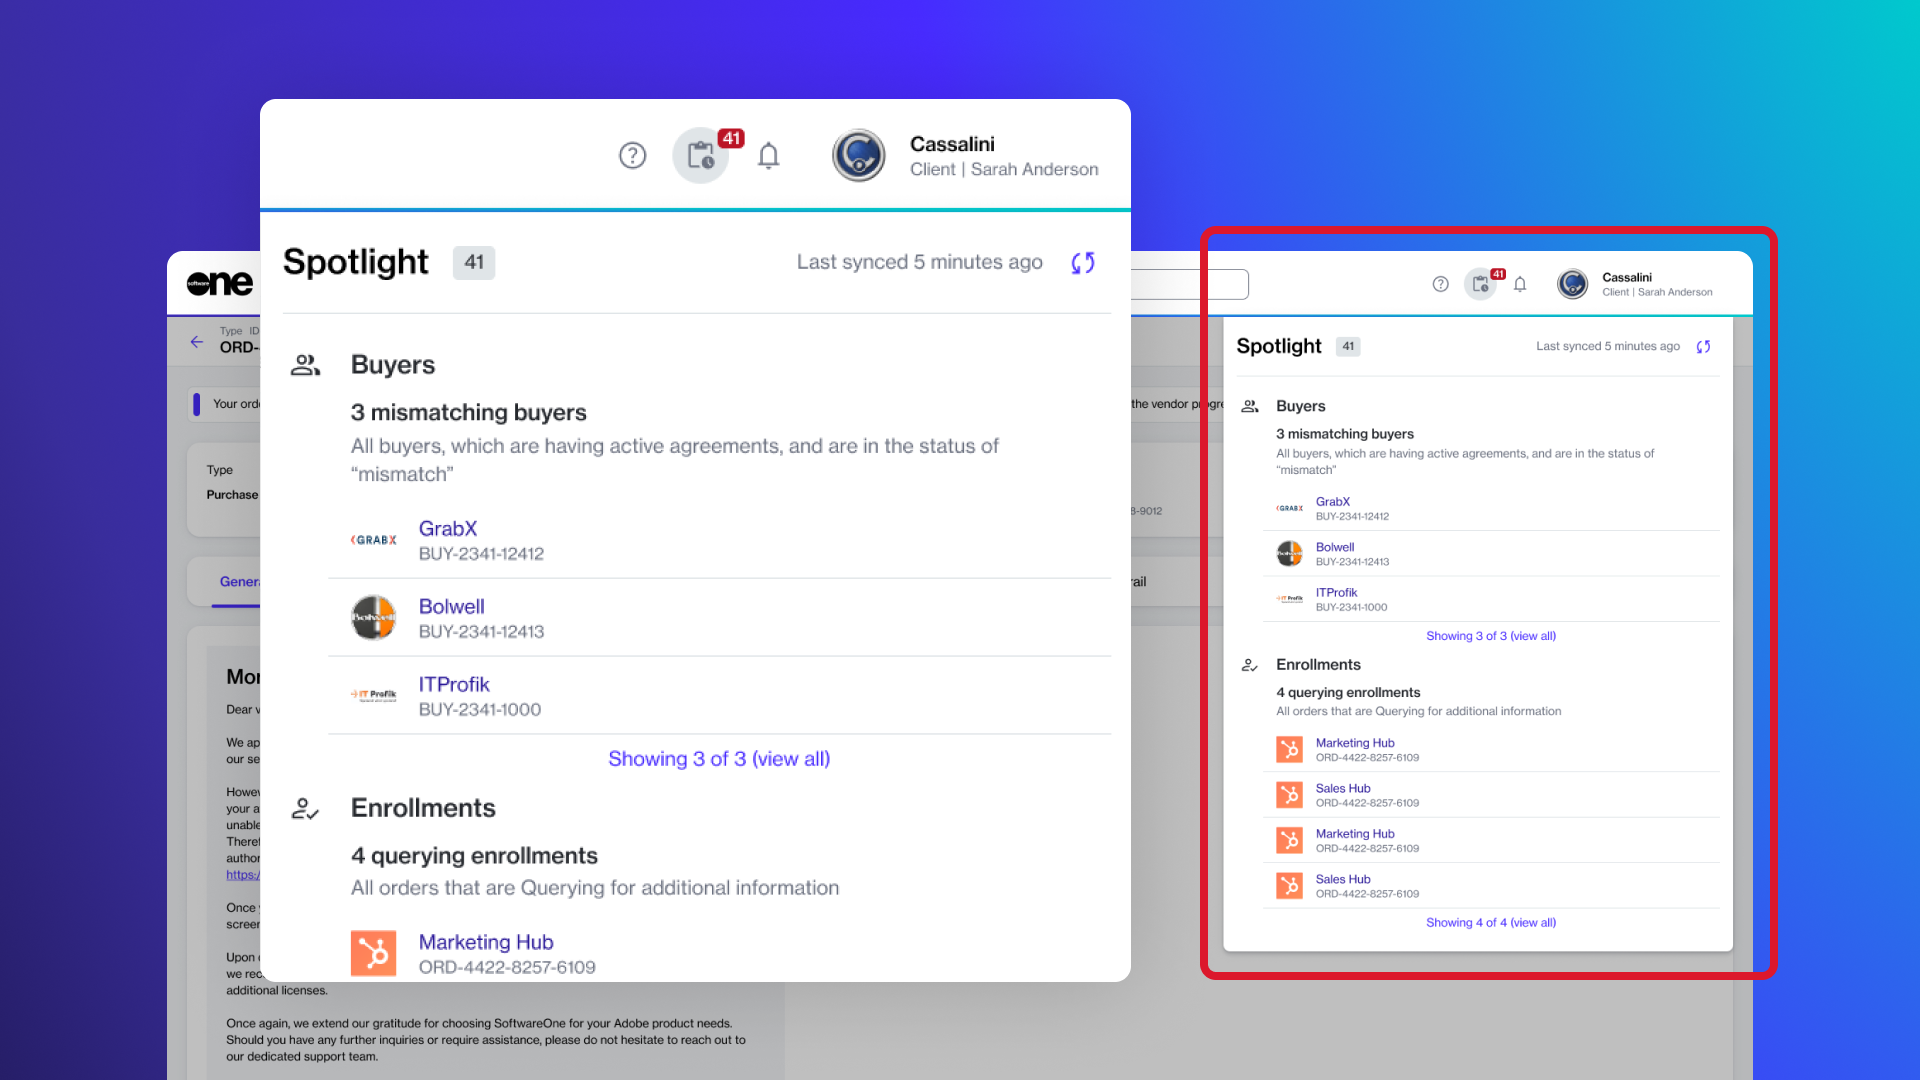 41
Cassalini
Client | Sarah Anderson
Spotlight 41 Last synced 5 minutes ago
Buyers
3 mismatching buyers
All buyers, which are having active agreements, and are in the status of
“mismatch”
GRABX GrabX
BUY-2341-12412
Bolwell Bolwell
BUY-2341-12413
IT Profik ITProfik
BUY-2341-1000
Showing 3 of 3 (view all)
Enrollments
4 querying enrollments
All orders that are Querying for additional information
Marketing Hub
ORD-4422-8257-6109
software one
Type ID
ORD-
Your orde
Type
Purchase
Genera
Mor
Dear v
We ap
our se
Howev
your a
unable
Theref
author
https:/
Once
screen
Upon
we rec
additional licenses.
Once again, we extend our gratitude for choosing SoftwareOne for your Adobe product needs.
Should you have any further inquiries or require assistance, please do not hesitate to reach out to
our dedicated support team.
the vendor progre
8-9012
rail
41
Cassalini
Client | Sarah Anderson
Spotlight 41 Last synced 5 minutes ago
Buyers
3 mismatching buyers
All buyers, which are having active agreements, and are in the status of
“mismatch”
GRABX GrabX
BUY-2341-12412
Bolwell Bolwell
BUY-2341-12413
IT Profik ITProfik
BUY-2341-1000
Showing 3 of 3 (view all)
Enrollments
4 querying enrollments
All orders that are Querying for additional information
Marketing Hub
ORD-4422-8257-6109
Sales Hub
ORD-4422-8257-6109
Marketing Hub
ORD-4422-8257-6109
Sales Hub
ORD-4422-8257-6109
Showing 4 of 4 (view all)